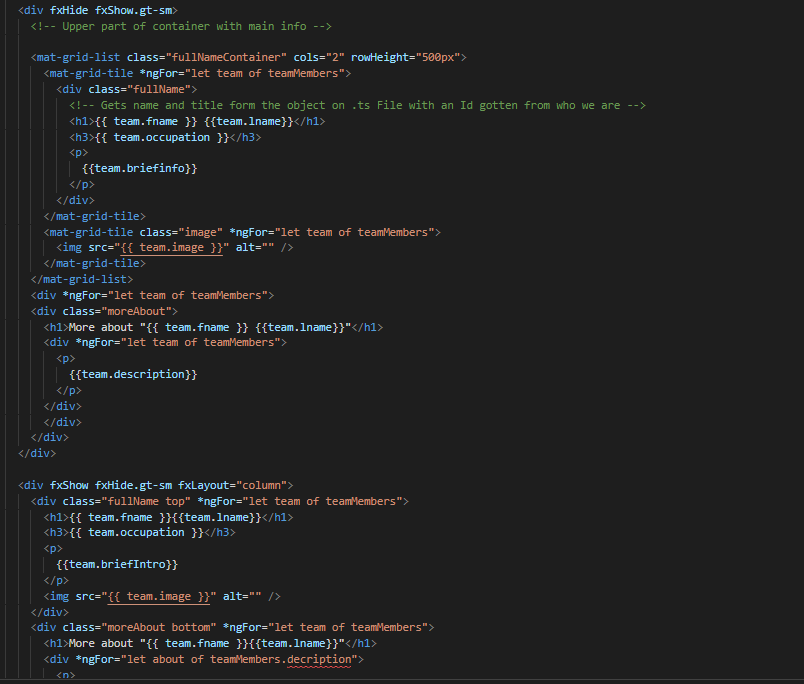 <div fxHide fxShow.gt-sm>
<!-- Upper part of container with main info -->
<mat-grid-list class="fullNameContainer" cols="2" rowHeight="500px">
<mat-grid-tile *ngFor="let team of teamMembers">
<div class="fullName">
<!-- Gets name and title form the object on .ts File with an Id gotten from who we are -->
<h1>{{ team.fname }} {{team.lname}}</h1>
<h3>{{ team.occupation }}</h3>
<p>
{{team.briefinfo}}
</p>
</div>
</mat-grid-tile>
<mat-grid-tile class="image" *ngFor="let team of teamMembers">
<img src="{{ team.image }}" alt="" />
</mat-grid-tile>
</mat-grid-list>
<div *ngFor="let team of teamMembers">
<div class="moreAbout">
<h1>More about "{{ team.fname }} {{team.lname}}"</h1>
<div *ngFor="let team of teamMembers">
<p>
{{team.description}}
</p>
</div>
</div>
</div>
</div>
<div fxShow fxHide.gt-sm fxLayout="column">
<div class="fullName top" *ngFor="let team of teamMembers">
<h1>{{ team.fname }}{{team.lname}}</h1>
<h3>{{ team.occupation }}</h3>
<p>
{{team.briefIntro}}
</p>
<img src="{{ team.image }}" alt="" />
</div>
<div class="moreAbout bottom" *ngFor="let team of teamMembers">
<h1>More about "{{ team.fname }}{{team.lname}}"</h1>
<div *ngFor="let about of teamMembers.decription">
<p>